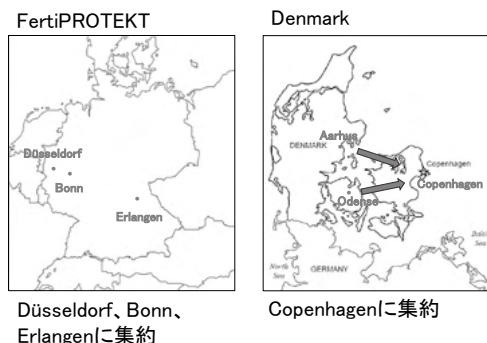 FertiPROTEKT
Düsseldorf
Bonn
Erlangen
Düsseldorf、Bonn、
Erlangenに集約
Denmark
Aarhus
DENMARK
Copenhagen
Copenhagen
Odense
Baltic
Sea
North
Sea
GERMANY
Copenhagenに集約